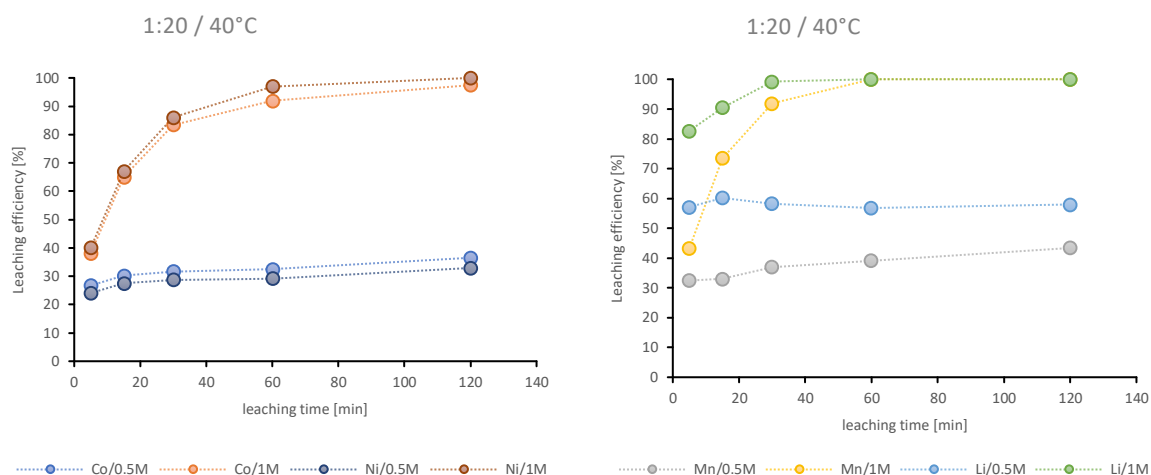 1:20 / 40°C
100
90
80
70
60
50
40
30
20
10
0
Leaching efficiency [%]
0 20 40 60 80 100 120 140
leaching time [min]
Co/0.5M Co/1M Ni/0.5M Ni/1M
1:20 / 40°C
100
90
80
70
60
50
40
30
20
10
0
Leaching efficiency [%]
0 20 40 60 80 100 120 140
leaching time [min]
Mn/0.5M Mn/1M Li/0.5M Li/1M